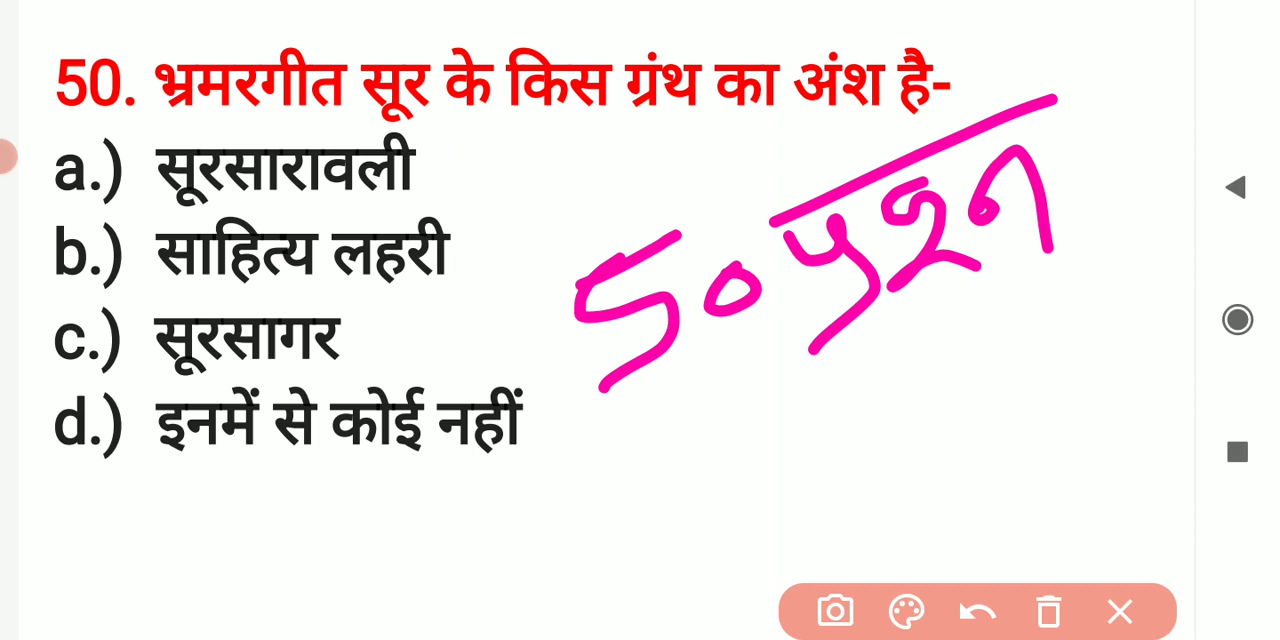 50. भ्रमरगीत सूर के किस ग्रंथ का अंश है-
a.) सूरसारावली
b.) साहित्य लहरी
c.) सूरसागर
d.) इनमें से कोई नहीं
50 प्रश्न